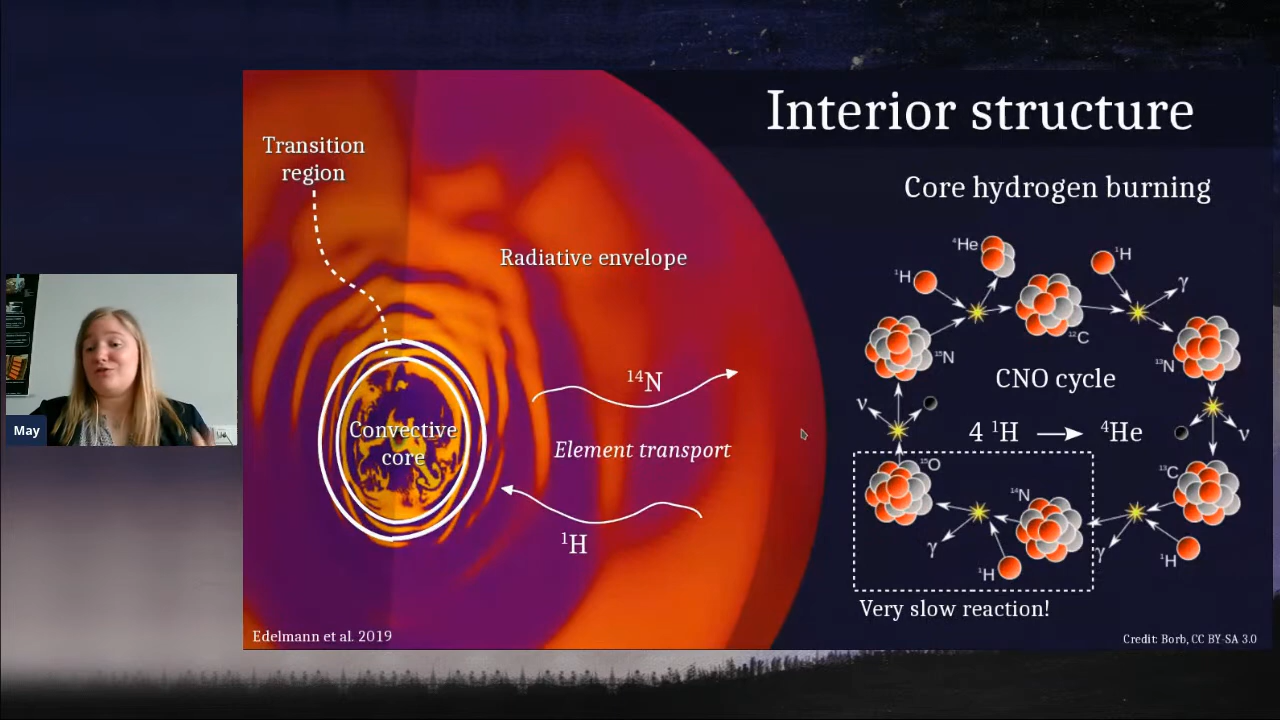 Interior structure
Transition
region
Radiative envelope
Convective
core
¹⁴N
Element transport
¹H
Edelmann et al. 2019
May
Core hydrogen burning
⁴He
¹H
¹H
γ
¹²C
¹⁵N
¹³N
CNO cycle
ν
4 ¹H → ⁴He
ν
¹⁵O
¹³C
¹⁴N
γ
γ
¹H
¹H
Very slow reaction!
Credit: Borb, CC BY-SA 3.0